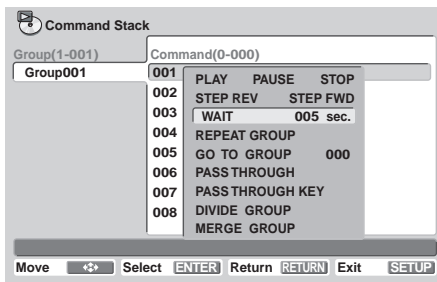 Command Stack
Group(1-001) Command(0-000)
Group001 001
002
003
004
005
006
007
008
PLAY PAUSE STOP
STEP REV STEP FWD
WAIT 005 sec.
REPEAT GROUP
GO TO GROUP 000
PASS THROUGH
PASS THROUGH KEY
DIVIDE GROUP
MERGE GROUP
Move Select ENTER Return RETURN Exit SETUP